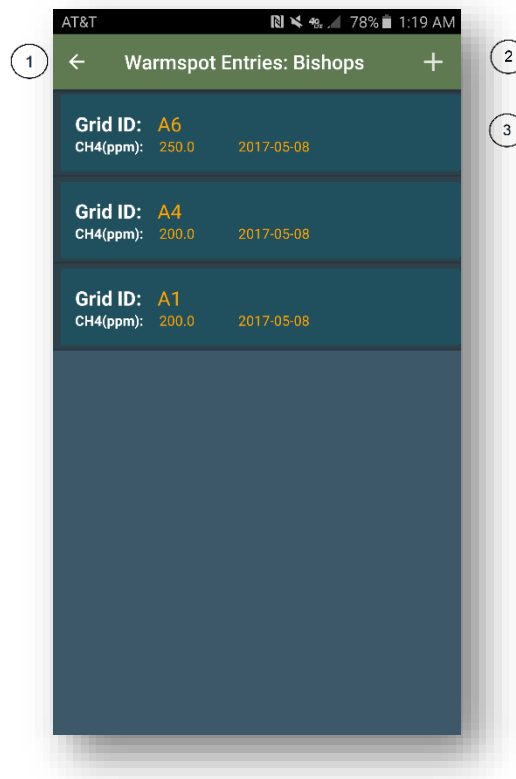 AT&T 78% 1:19 AM
1 Warmspot Entries: Bishops + 2
3
Grid ID: A6
CH4(ppm): 250.0 2017-05-08
Grid ID: A4
CH4(ppm): 200.0 2017-05-08
Grid ID: A1
CH4(ppm): 200.0 2017-05-08